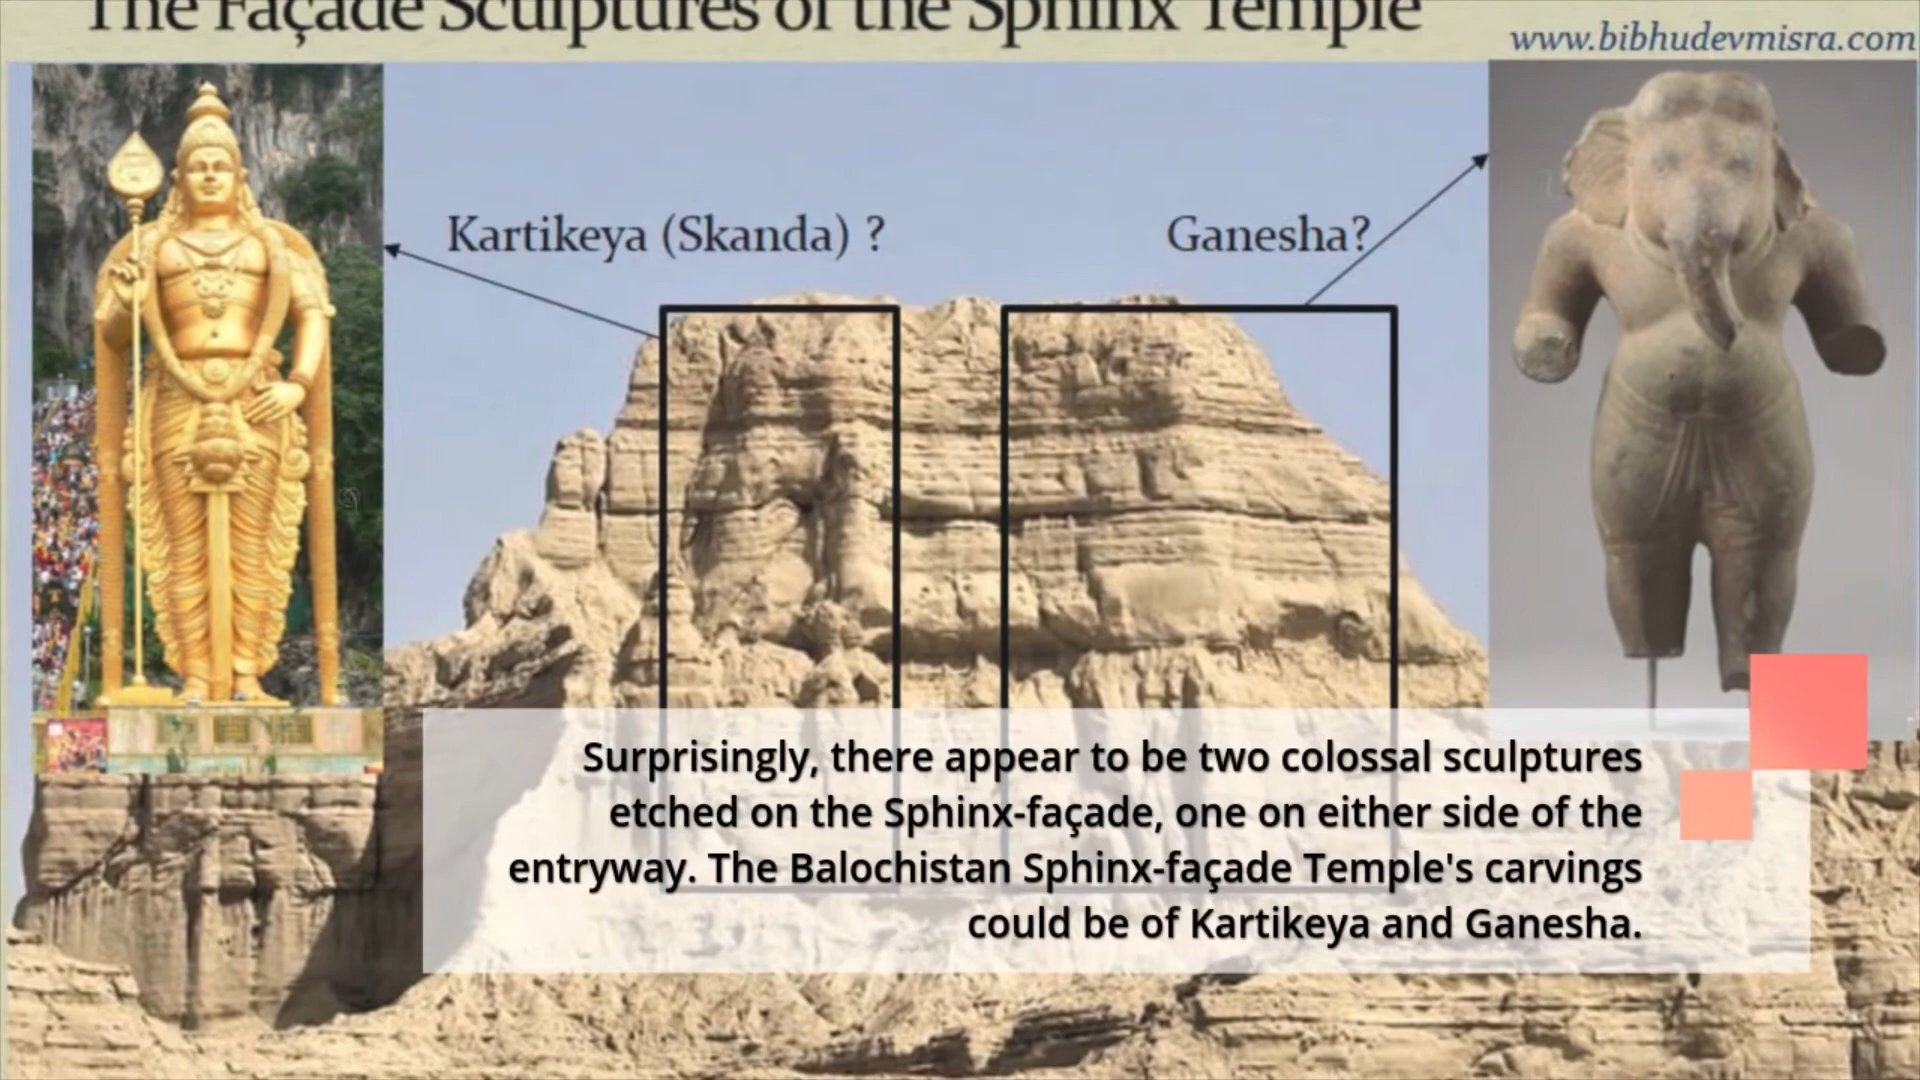 The Façade Sculptures of the Sphinx Temple
www.bibhudevmisra.com
Kartikeya (Skanda) ?
Ganesha?
Surprisingly, there appear to be two colossal sculptures
etched on the Sphinx-façade, one on either side of the
entryway. The Balochistan Sphinx-façade Temple's carvings
could be of Kartikeya and Ganesha.